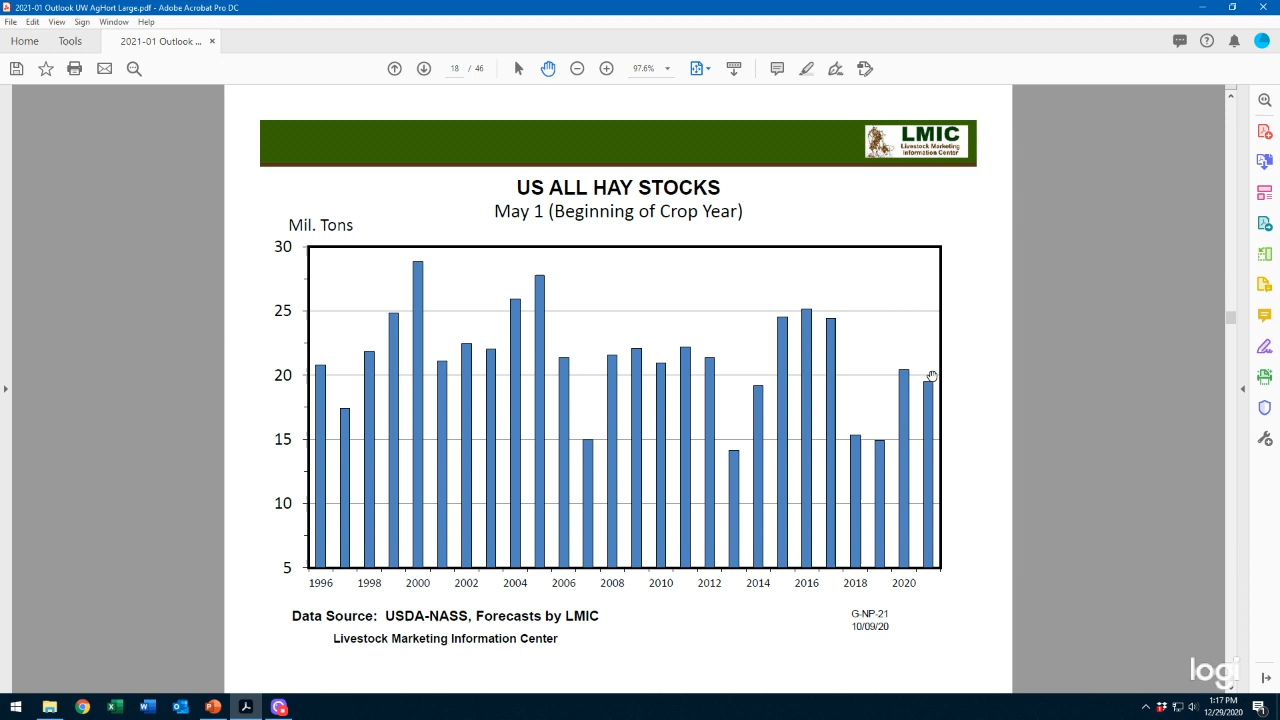 2021-01 Outlook UW AgHort Large.pdf - Adobe Acrobat Pro DC
File Edit View Sign Window Help
Home Tools 2021-01 Outlook ... ×
18 / 46 97.6%
LMIC
Livestock Marketing
Information Center
US ALL HAY STOCKS
May 1 (Beginning of Crop Year)
Mil. Tons
30
25
20
15
10
5
1996 1998 2000 2002 2004 2006 2008 2010 2012 2014 2016 2018 2020
Data Source: USDA-NASS, Forecasts by LMIC
G-NP-21
10/09/20
Livestock Marketing Information Center
logi
1:17 PM
12/29/2020
1